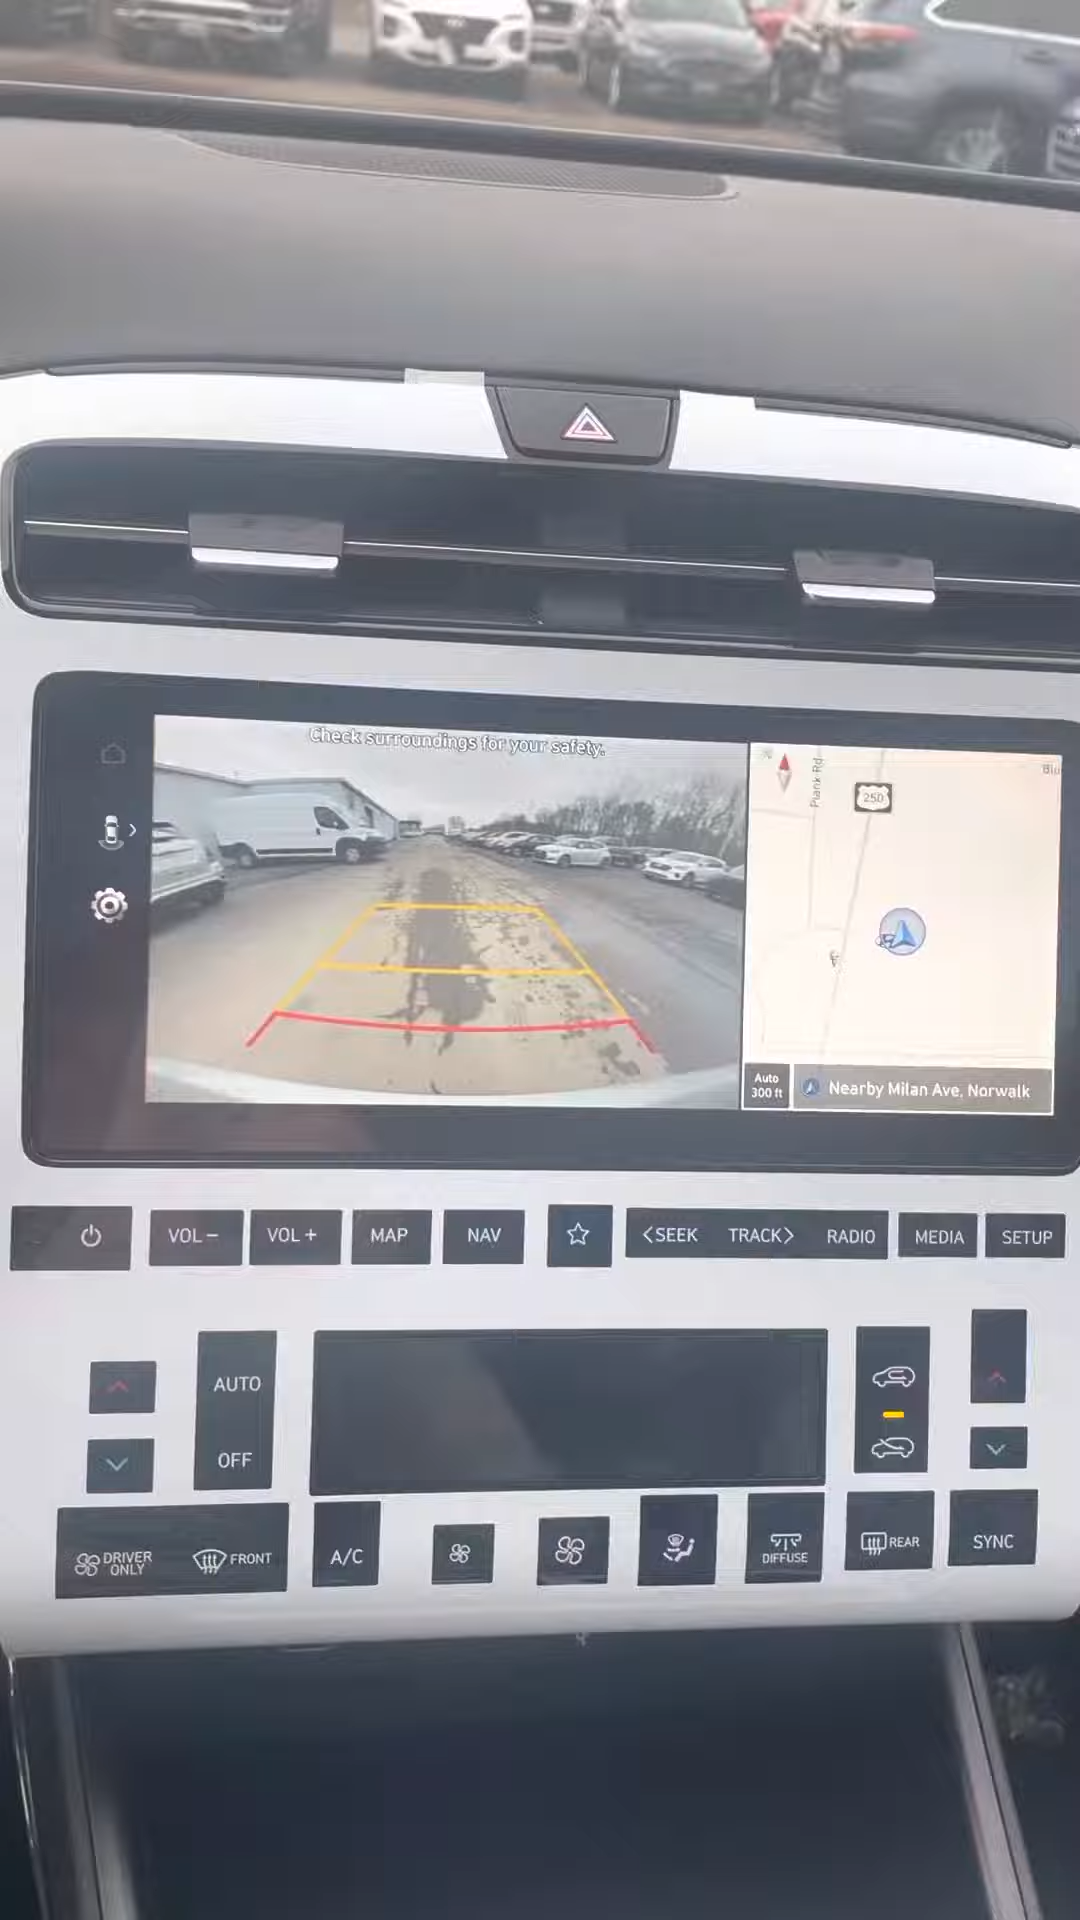 Check surroundings for your safety.
Plank Rd
250
Blu
Auto
300 ft
Nearby Milan Ave, Norwalk
VOL −
VOL +
MAP
NAV
<SEEK
TRACK>
RADIO
MEDIA
SETUP
AUTO
OFF
DRIVER
ONLY
FRONT
A/C
DIFFUSE
REAR
SYNC